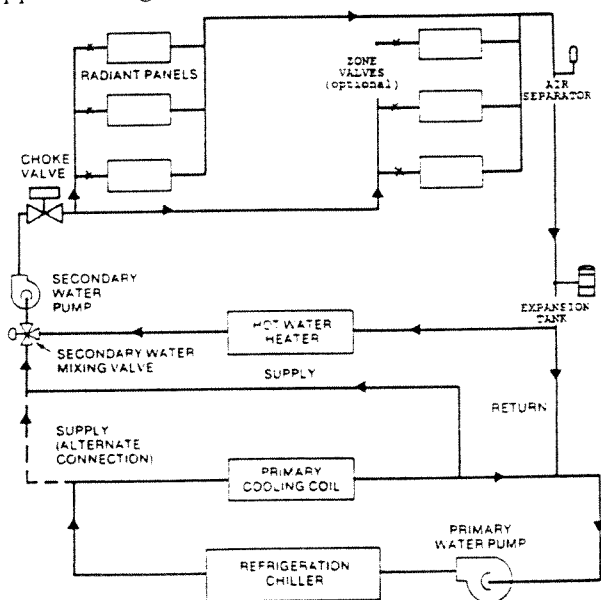 RADIANT PANELS
ZONE
VALVES
(optional)
AIR
SEPARATOR
CHOKE
VALVE
SECONDARY
WATER
PUMP
EXPANSION
TANK
HOT WATER
HEATER
SECONDARY WATER
MIXING VALVE
SUPPLY
RETURN
SUPPLY
(ALTERNATE
CONNECTION)
PRIMARY
COOLING COIL
PRIMARY
WATER PUMP
REFRIGERATION
CHILLER